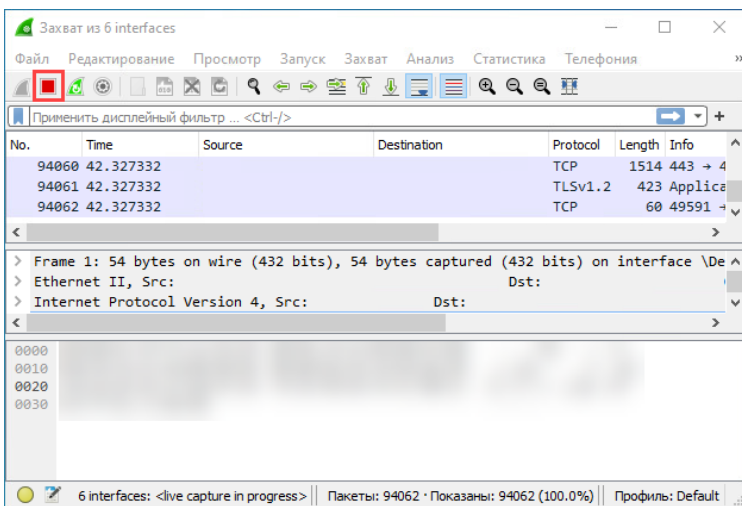 Захват из 6 interfaces
Файл Редактирование Просмотр Запуск Захват Анализ Статистика Телефония »
Применить дисплейный фильтр ... <Ctrl-/>
No. Time Source Destination Protocol Length Info
94060 42.327332 TCP 1514 443 → 4
94061 42.327332 TLSv1.2 423 Applica
94062 42.327332 TCP 60 49591 →
> Frame 1: 54 bytes on wire (432 bits), 54 bytes captured (432 bits) on interface \De
> Ethernet II, Src: Dst:
> Internet Protocol Version 4, Src: Dst:
0000
0010
0020
0030
6 interfaces: <live capture in progress> Пакеты: 94062 · Показаны: 94062 (100.0%) Профиль: Default